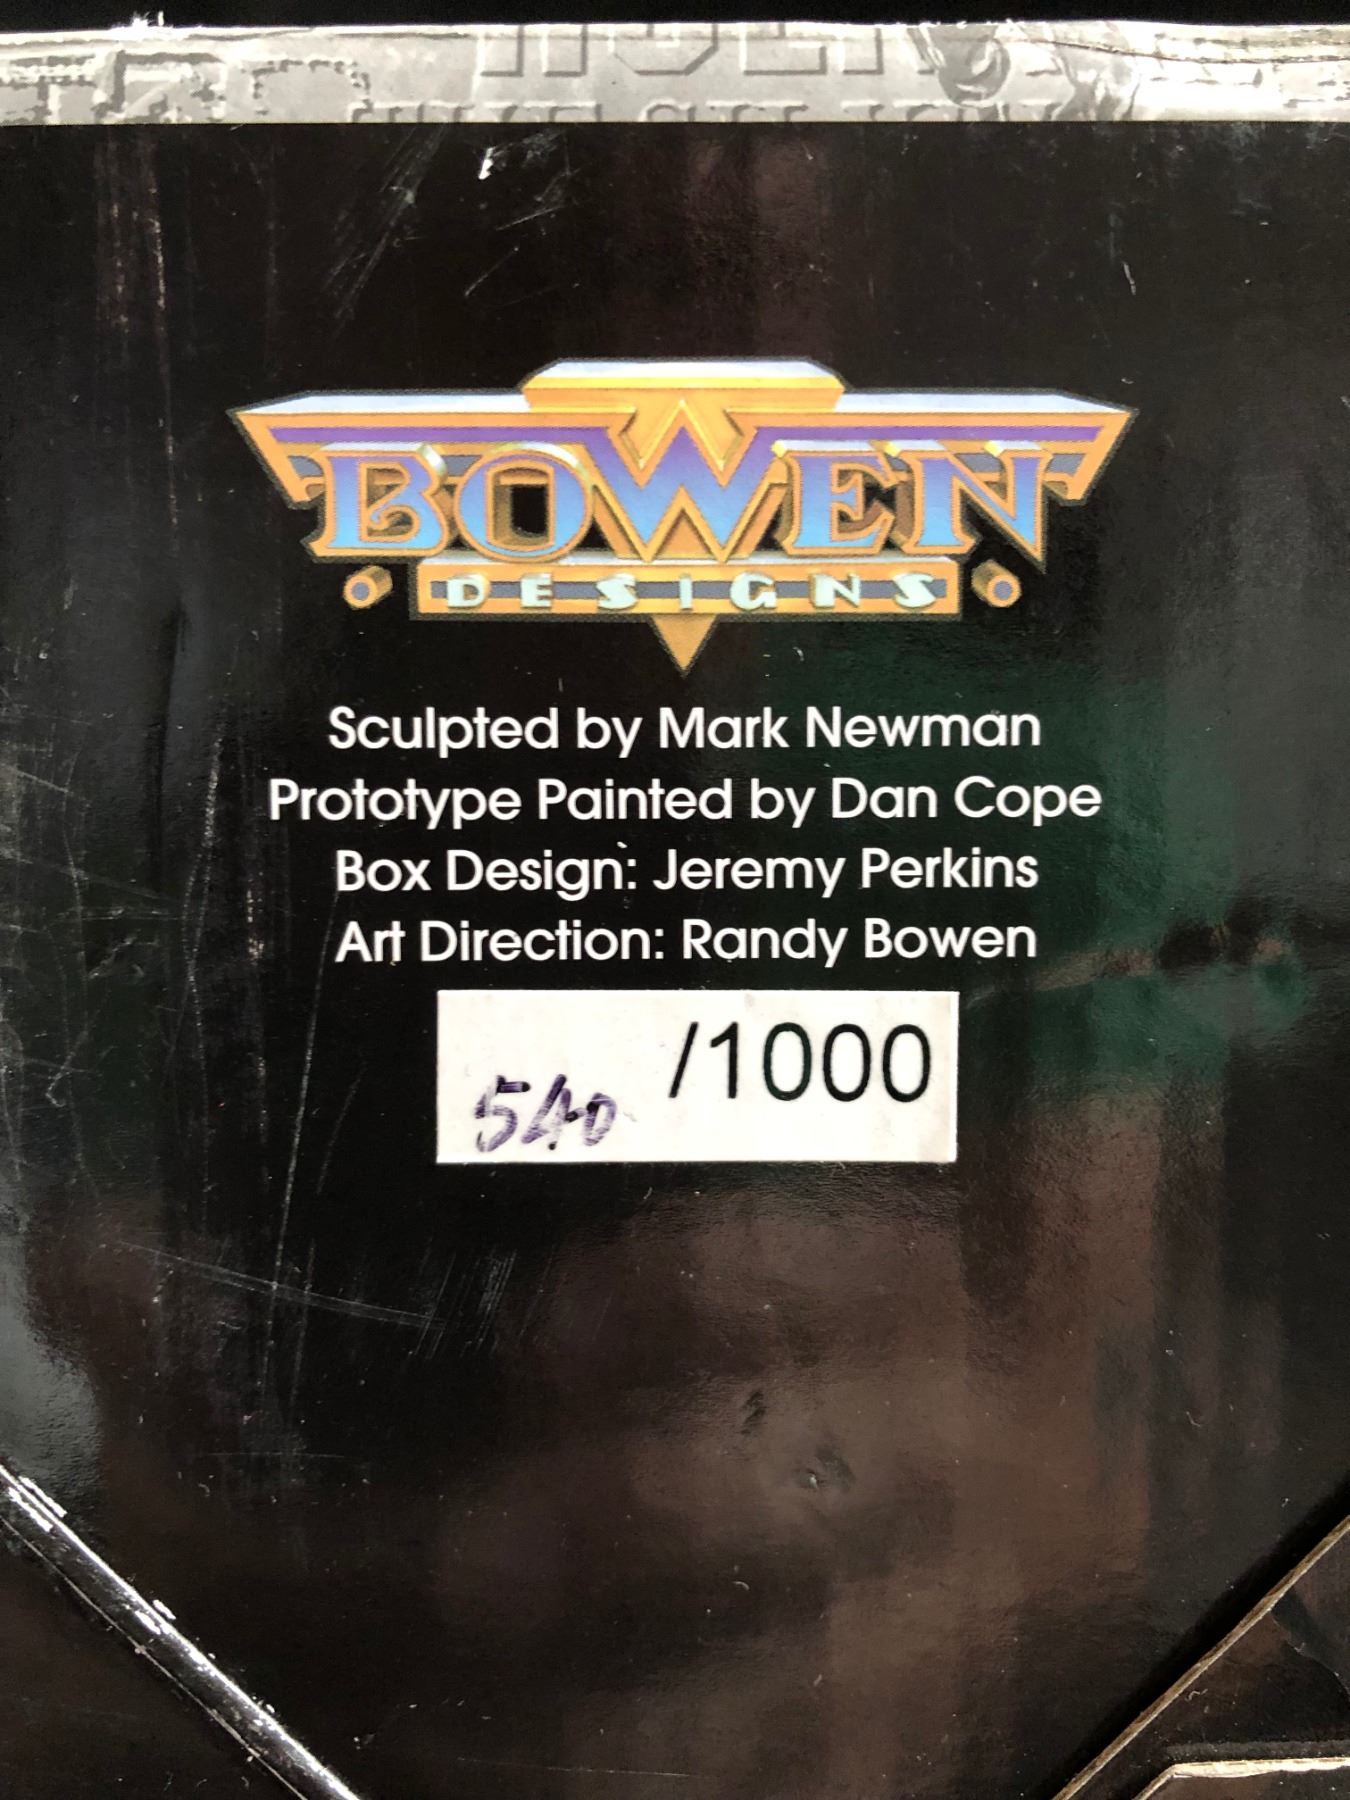 BOWEN
DESIGNS
Sculpted by Mark Newman
Prototype Painted by Dan Cope
Box Design: Jeremy Perkins
Art Direction: Randy Bowen
540 /1000